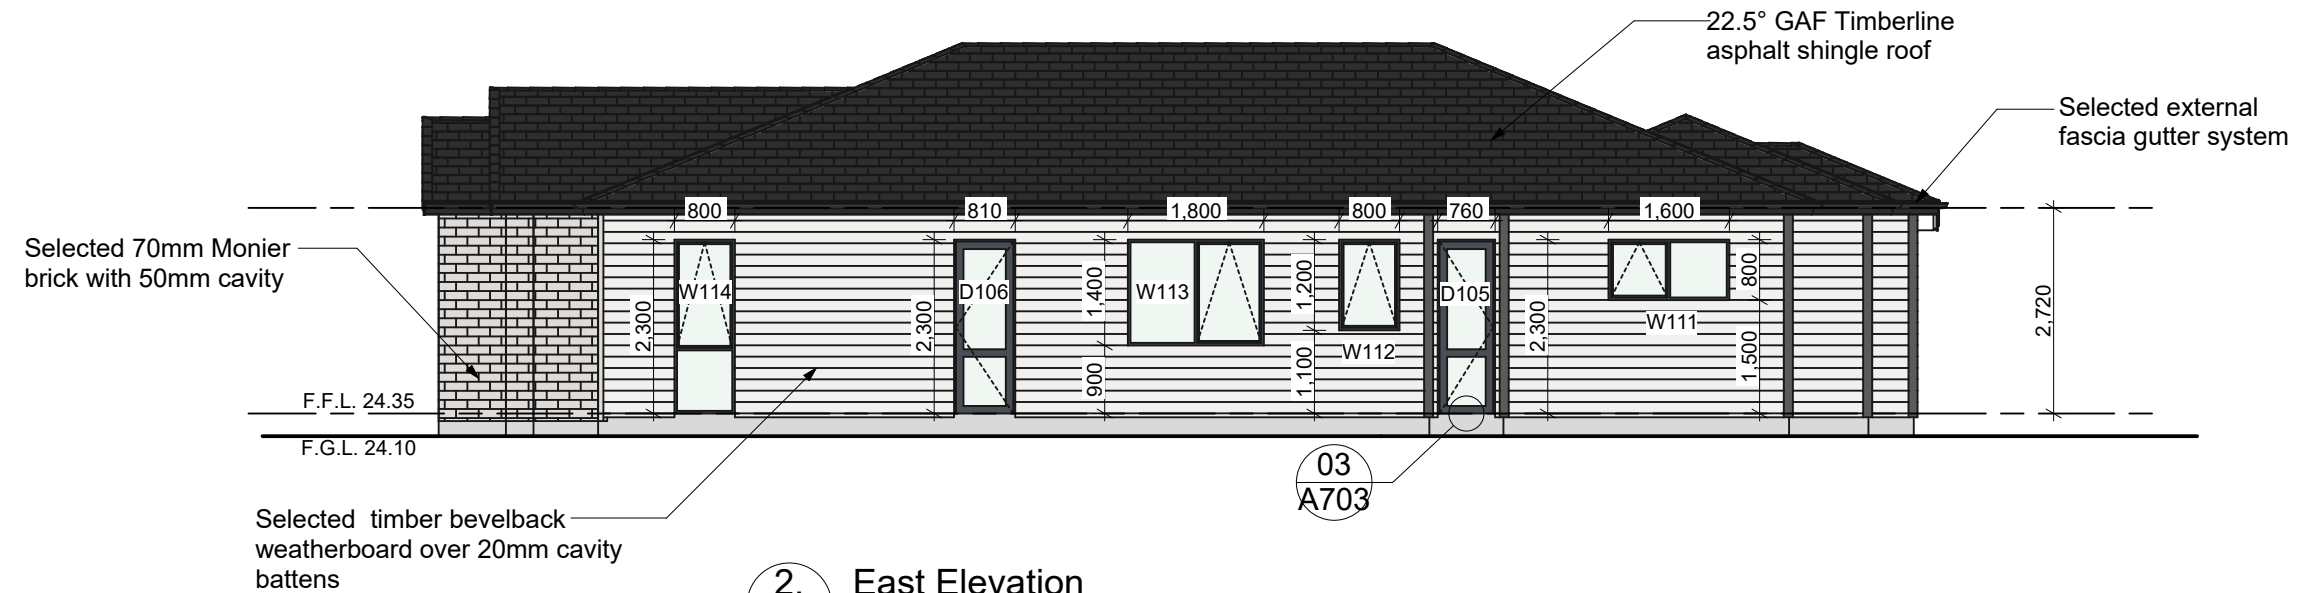 22.5° GAF Timberline
asphalt shingle roof
Selected external
fascia gutter system
800
810
1,800
800
760
1,600
Selected 70mm Monier
brick with 50mm cavity
W114
D106
W113
D105
W111
W112
2,300
2,300
1,400
900
1,200
1,100
2,300
800
1,500
2,720
F.F.L. 24.35
F.G.L. 24.10
03
A703
Selected timber bevelback
weatherboard over 20mm cavity
battens
2.
East Elevation